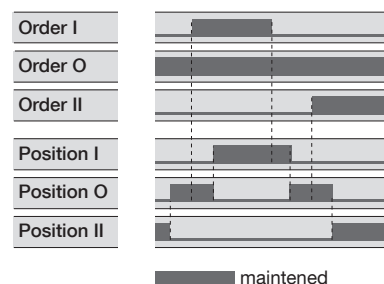 Order I
Order O
Order II
Position I
Position O
Position II
maintened